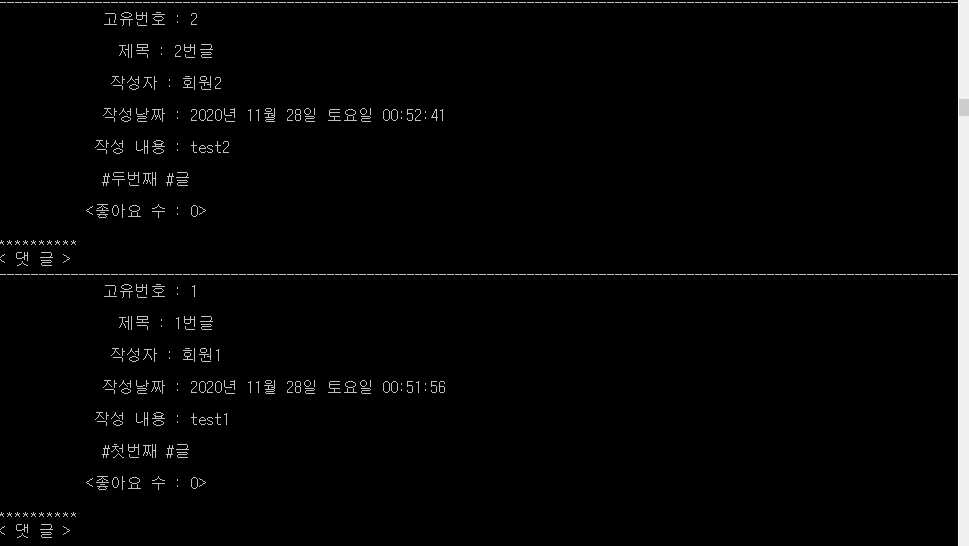 고유번호 : 2
제목 : 2번글
작성자 : 회원2
작성날짜 : 2020년 11월 28일 토요일 00:52:41
작성 내용 : test2
#두번째 #글
<좋아요 수 : 0>
**********
< 댓 글 >
고유번호 : 1
제목 : 1번글
작성자 : 회원1
작성날짜 : 2020년 11월 28일 토요일 00:51:56
작성 내용 : test1
#첫번째 #글
<좋아요 수 : 0>
**********
< 댓 글 >